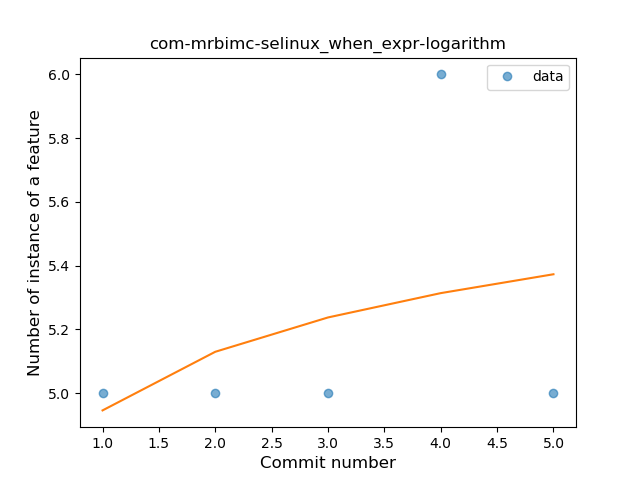 com-mrbimc-selinux_when_expr-logarithm
data
Number of instance of a feature
6.0
5.8
5.6
5.4
5.2
5.0
1.0 1.5 2.0 2.5 3.0 3.5 4.0 4.5 5.0
Commit number